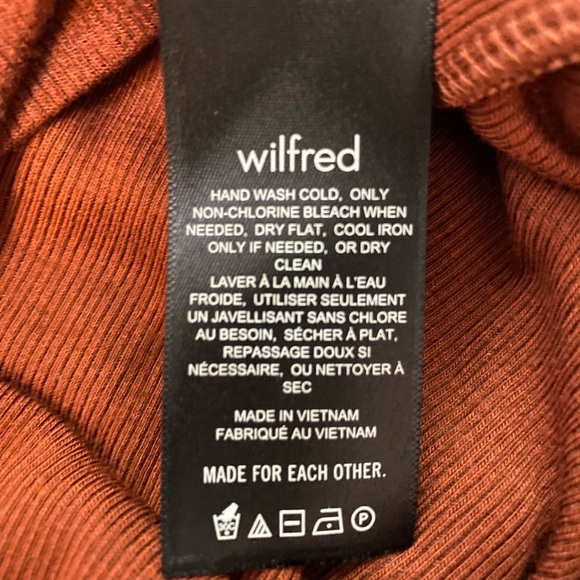 wilfred
HAND WASH COLD, ONLY
NON-CHLORINE BLEACH WHEN
NEEDED, DRY FLAT, COOL IRON
ONLY IF NEEDED, OR DRY
CLEAN
LAVER À LA MAIN À L'EAU
FROIDE, UTILISER SEULEMENT
UN JAVELLISANT SANS CHLORE
AU BESOIN, SÉCHER À PLAT,
REPASSAGE DOUX SI
NÉCESSAIRE, OU NETTOYER À
SEC
MADE IN VIETNAM
FABRIQUÉ AU VIETNAM
MADE FOR EACH OTHER.
30C P